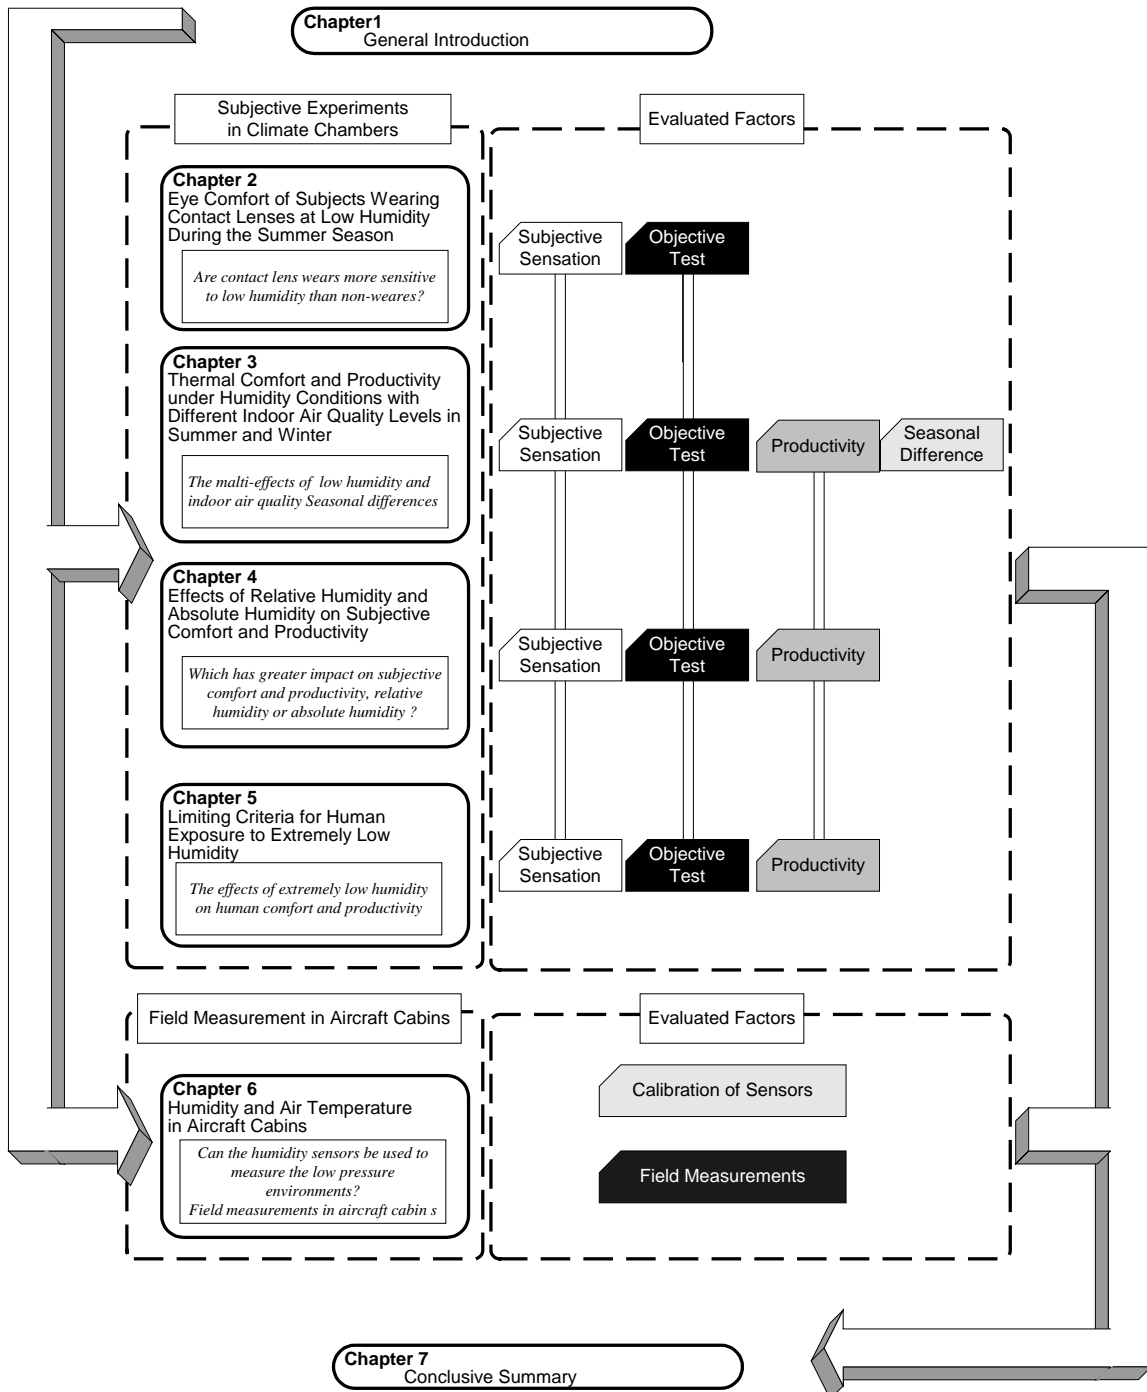 Chapter1
General Introduction
Subjective Experiments
in Climate Chambers
Evaluated Factors
Chapter 2
Eye Comfort of Subjects Wearing
Contact Lenses at Low Humidity
During the Summer Season
Are contact lens wears more sensitive
to low humidity than non-weares?
Subjective
Sensation
Objective
Test
Chapter 3
Thermal Comfort and Productivity
under Humidity Conditions with
Different Indoor Air Quality Levels in
Summer and Winter
The malti-effects of low humidity and
indoor air quality Seasonal differences
Subjective
Sensation
Objective
Test
Productivity
Seasonal
Difference
Chapter 4
Effects of Relative Humidity and
Absolute Humidity on Subjective
Comfort and Productivity
Which has greater impact on subjective
comfort and productivity, relative
humidity or absolute humidity ?
Subjective
Sensation
Objective
Test
Productivity
Chapter 5
Limiting Criteria for Human
Exposure to Extremely Low
Humidity
The effects of extremely low humidity
on human comfort and productivity
Subjective
Sensation
Objective
Test
Productivity
Field Measurement in Aircraft Cabins
Evaluated Factors
Chapter 6
Humidity and Air Temperature
in Aircraft Cabins
Can the humidity sensors be used to
measure the low pressure
environments?
Field measurements in aircraft cabin s
Calibration of Sensors
Field Measurements
Chapter 7
Conclusive Summary